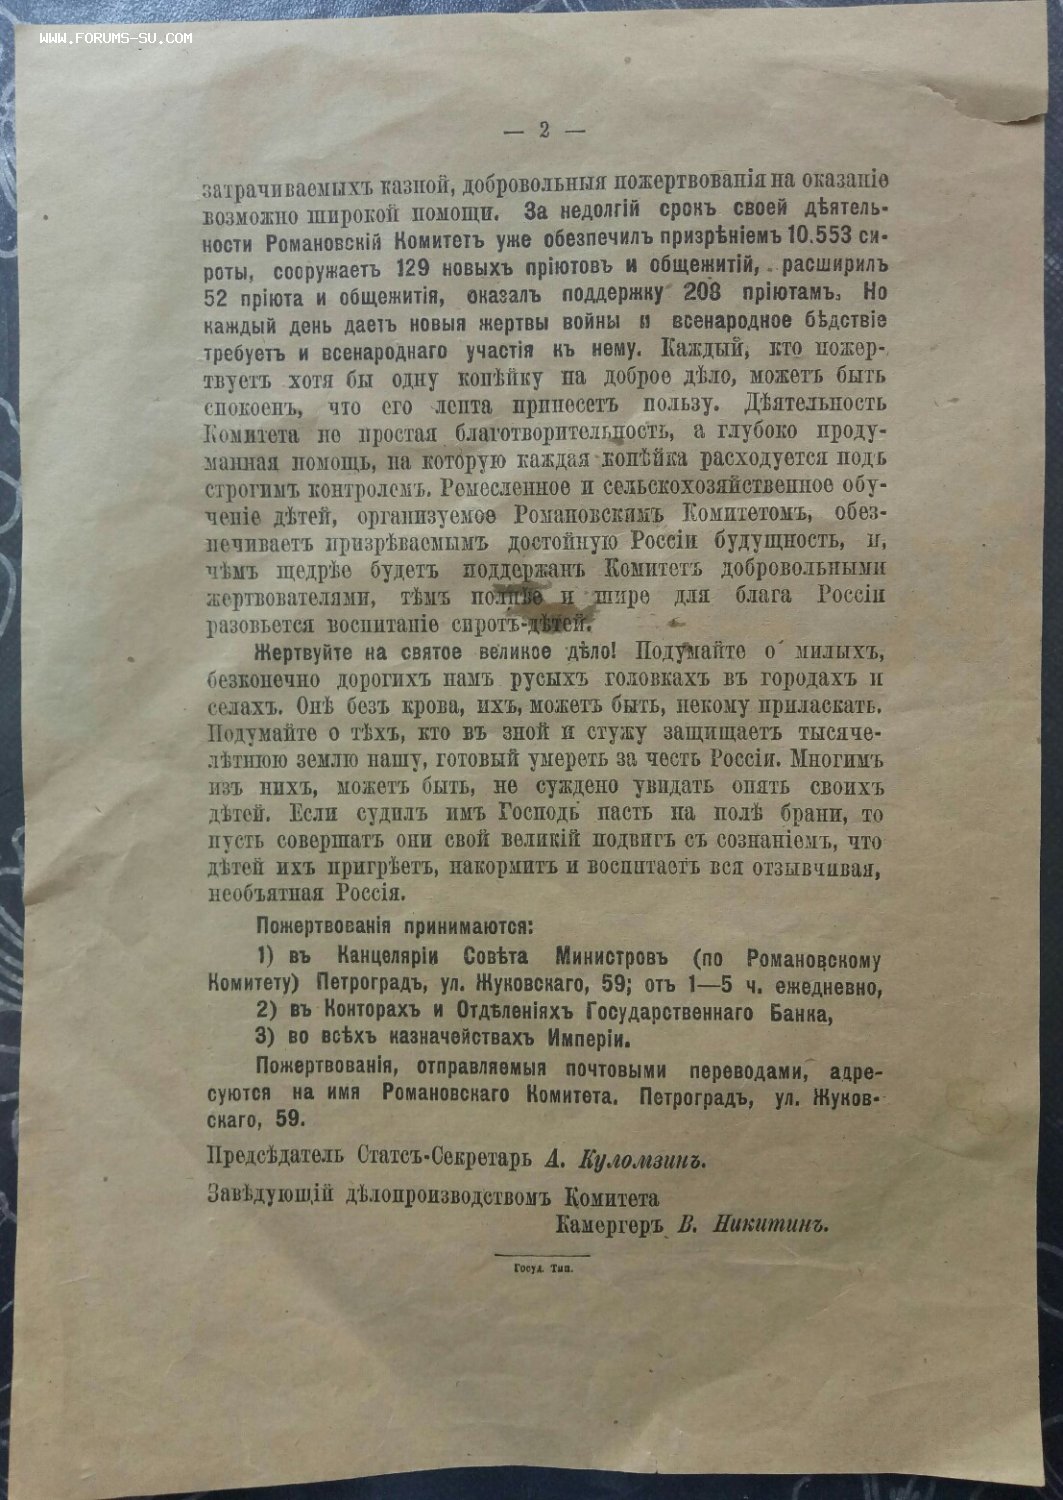 WWW.FORUMS-SU.COM
— 2 —
затрачиваемыхъ казной, добровольныя пожертвованія на оказаніе
возможно широкой помощи. За недолгій срокъ своей дѣятель-
ности Романовскій Комитетъ уже обезпечилъ призрѣніемъ 10.553 си-
роты, сооружаетъ 129 новыхъ пріютовъ и общежитій, расширилъ
52 пріюта и общежитія, оказалъ поддержку 208 пріютамъ. Но
каждый день даетъ новыя жертвы войны и всенародное бѣдствіе
требуетъ и всенароднаго участія къ нему. Каждый, кто пожер-
твуетъ хотя бы одну копѣйку на доброе дѣло, можетъ быть
спокоенъ, что его лепта принесетъ пользу. Дѣятельность
Комитета не простая благотворительность, а глубоко проду-
манная помощь, на которую каждая копѣйка расходуется подъ
строгимъ контролемъ. Ремесленное и сельскохозяйственное обу-
ченіе дѣтей, организуемое Романовскимъ Комитетомъ, обез-
печиваетъ призрѣваемымъ достойную Россіи будущность, и,
чѣмъ щедрѣе будетъ поддержанъ Комитетъ добровольными
жертвователями, тѣмъ полнѣе и шире для блага Россіи
разовьется воспитаніе сиротъ-дѣтей.
Жертвуйте на святое великое дѣло! Подумайте о милыхъ,
безконечно дорогихъ намъ русыхъ головкахъ въ городахъ и
селахъ. Онѣ безъ крова, ихъ, можетъ быть, некому приласкать.
Подумайте о тѣхъ, кто въ зной и стужу защищаетъ тысяче-
лѣтнюю землю нашу, готовый умереть за честь Россіи. Многимъ
изъ нихъ, можетъ быть, не суждено увидать опять своихъ
дѣтей. Если судилъ имъ Господь пасть на полѣ брани, то
пусть совершатъ они свой великій подвигъ съ сознаніемъ, что
дѣтей ихъ пригрѣетъ, накормитъ и воспитаетъ вся отзывчивая,
необъятная Россія.
Пожертвованія принимаются:
1) въ Канцеляріи Совѣта Министровъ (по Романовскому
Комитету) Петроградъ, ул. Жуковскаго, 59; отъ 1—5 ч. ежедневно,
2) въ Конторахъ и Отдѣленіяхъ Государственнаго Банка,
3) во всѣхъ казначействахъ Имперіи.
Пожертвованія, отправляемыя почтовыми переводами, адре-
суются на имя Романовскаго Комитета. Петроградъ, ул. Жуков-
скаго, 59.
Предсѣдатель Статсъ-Секретарь А. Куломзинъ.
Завѣдующій дѣлопроизводствомъ Комитета
Камергеръ В. Никитинъ.
Госуд. Тип.